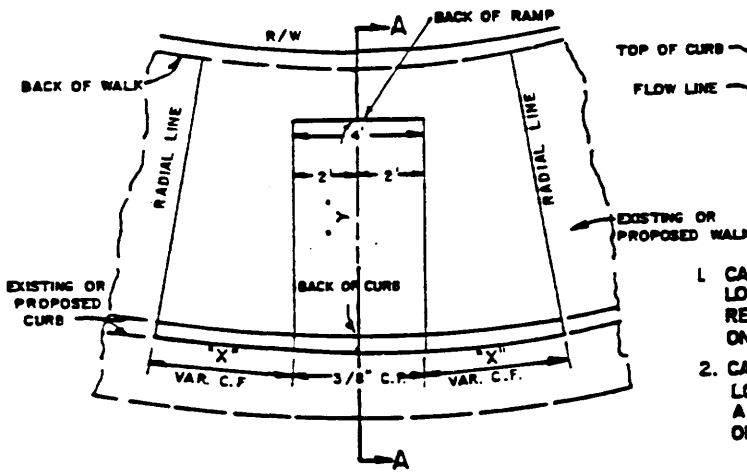 A
BACK OF RAMP
R/W
TOP OF CURB
BACK OF WALK
FLOW LINE
RADIAL LINE
RADIAL LINE
4'
2' 2'
"Y"
EXISTING OR
PROPOSED WALK
BACK OF CURB
EXISTING OR
PROPOSED
CURB
1. CA
LO
RE
ON
"X" "X"
VAR. C.F 3/8" C.F. VAR. C.F.
2. CA
LO
A
OF
A